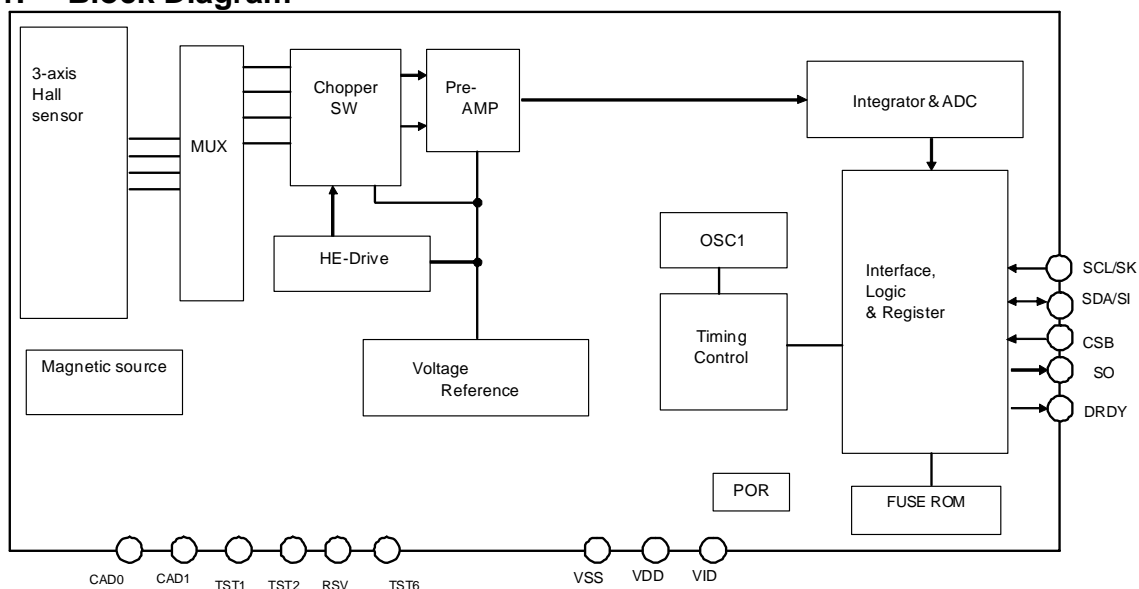 Block Diagram
3-axis
Hall
sensor
MUX
Chopper
SW
Pre-
AMP
Integrator & ADC
HE-Drive
OSC1
Interface,
Logic
& Register
Timing
Control
Magnetic source
Voltage
Reference
POR
FUSE ROM
SCL/SK
SDA/SI
CSB
SO
DRDY
CAD0
CAD1
TST1
TST2
RSV
TST6
VSS
VDD
VID